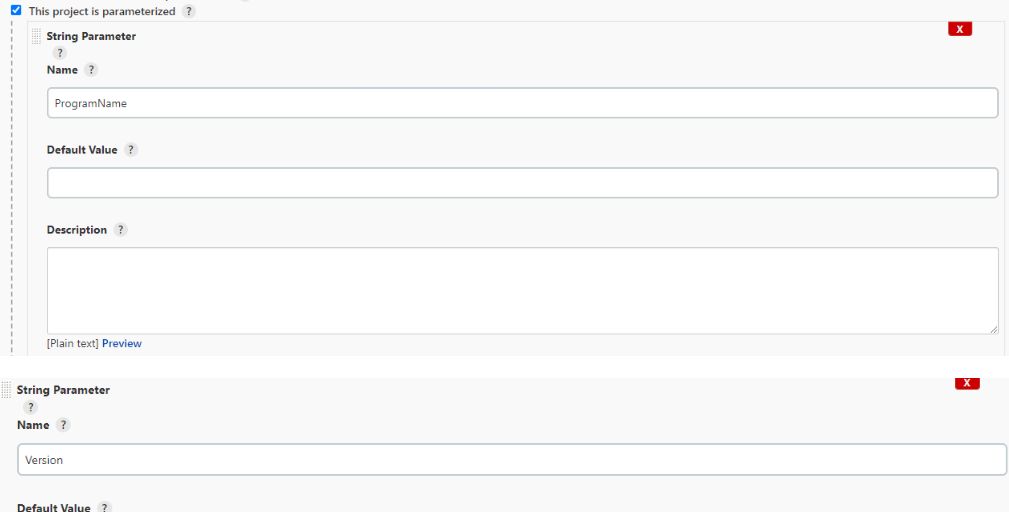 This project is parameterized ?
String Parameter
X
?
Name ?
ProgramName
Default Value ?
Description ?
[Plain text] Preview
String Parameter
X
?
Name ?
Version
Default Value ?